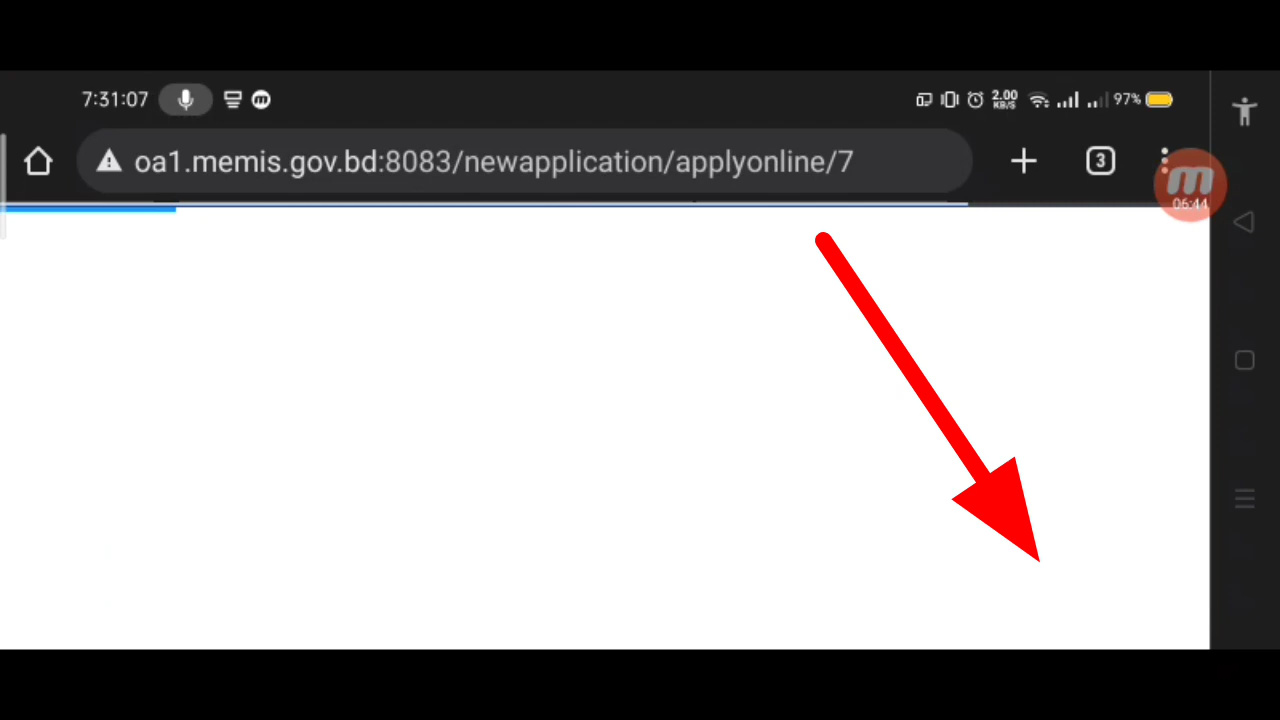 7:31:07 2.00 KB/S 97%
oa1.memis.gov.bd:8083/newapplication/applyonline/7 3
m
06:44